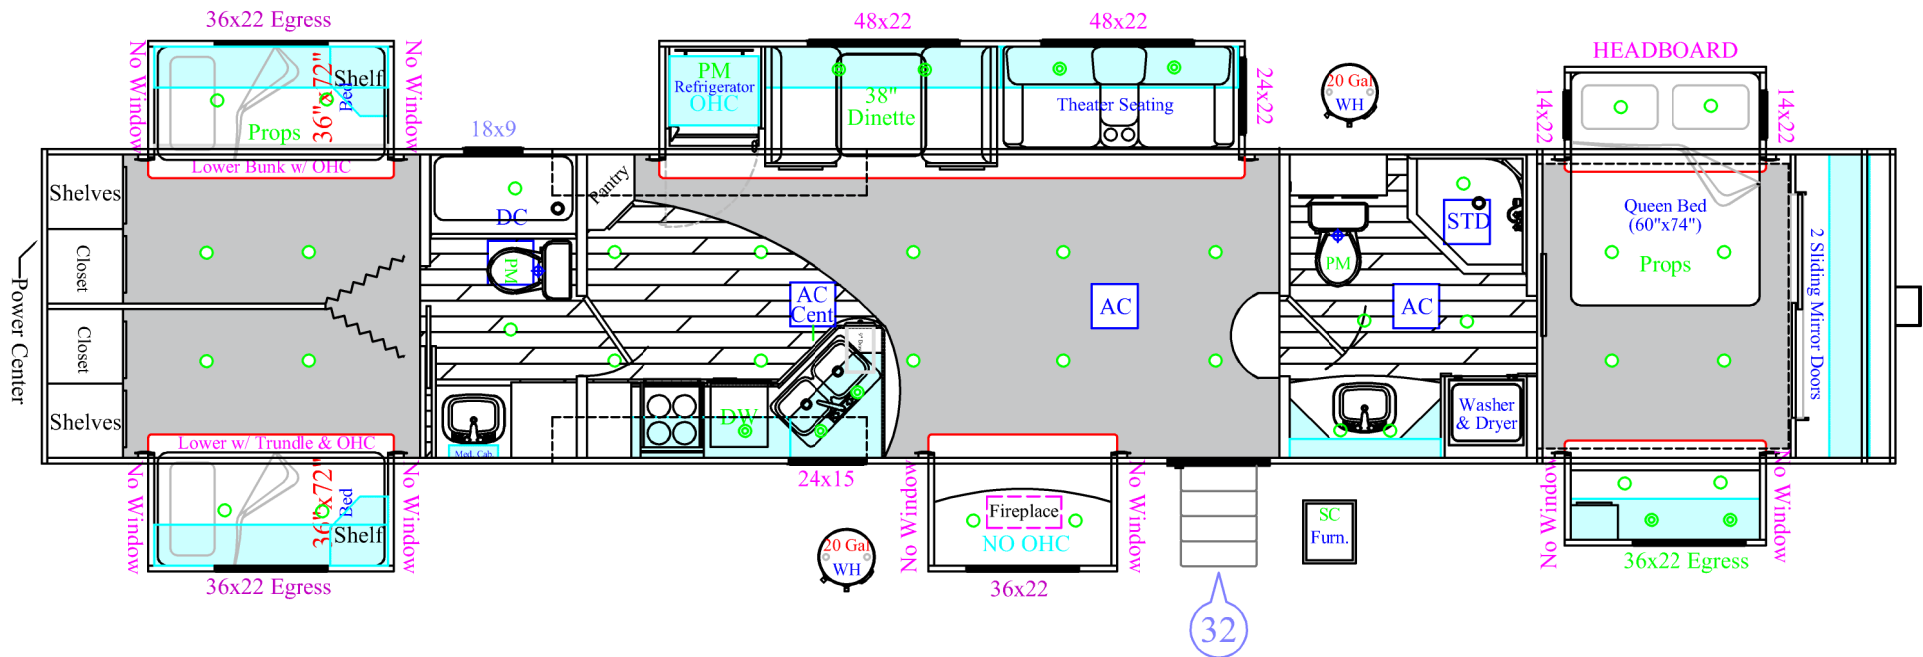 36x22 Egress
48x22
48x22
HEADBOARD
No Window
36"x72"
Bed
Shelf
Props
Lower Bunk w/ OHC
No Window
18x9
PM
Refrigerator
OHC
38"
Dinette
Theater Seating
24x22
20 Gal
WH
14x22
14x22
Shelves
Closet
Closet
Shelves
Power Center
DC
PM
Pantry
AC
Cent
AC
STD
PM
AC
Queen Bed
(60"x74")
Props
2 Sliding Mirror Doors
DW
Med. Cab.
Washer
& Dryer
Lower w/ Trundle & OHC
No Window
36"x72"
Bed
Shelf
No Window
36x22 Egress
24x15
20 Gal
WH
No Window
Fireplace
NO OHC
No Window
36x22
32
SC
Furn.
No Window
No Window
36x22 Egress